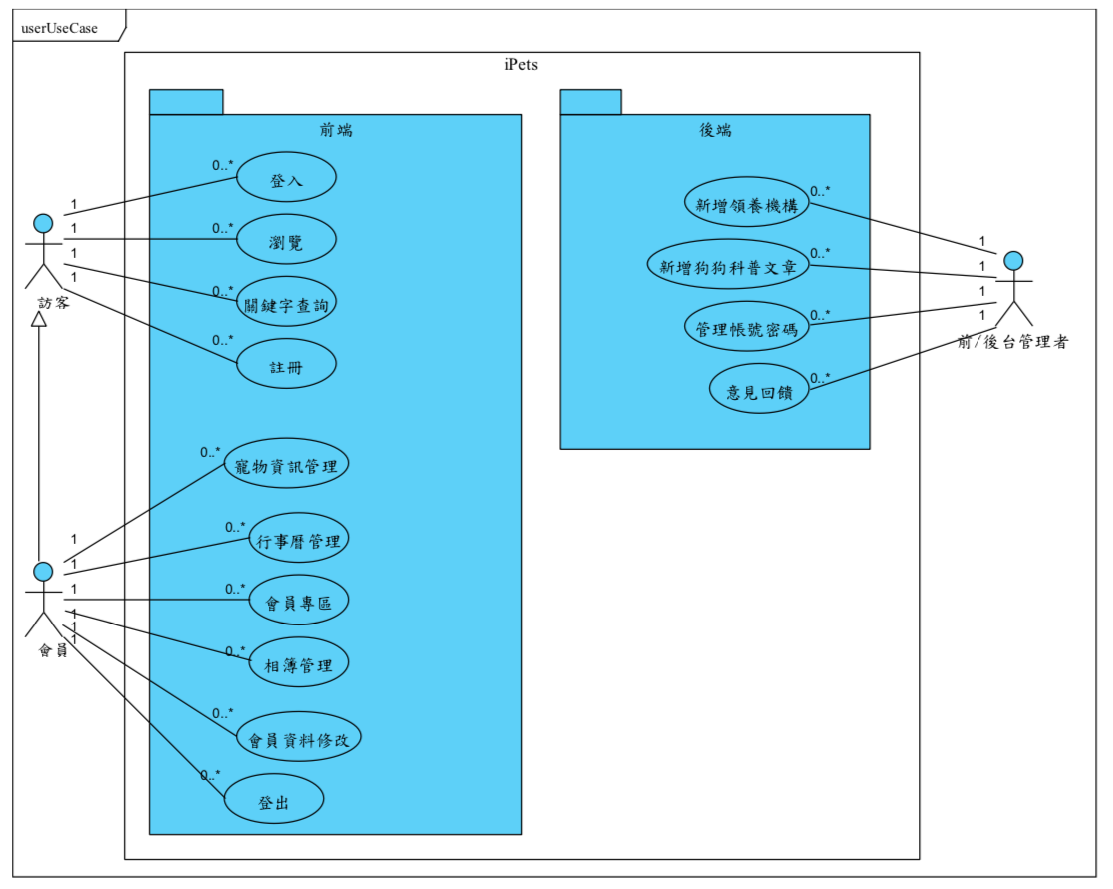 userUseCase
iPets
前端
登入
瀏覽
關鍵字查詢
註冊
寵物資訊管理
行事曆管理
會員專區
相簿管理
會員資料修改
登出
0..*
0..*
0..*
0..*
0..*
0..*
0..*
0..*
0..*
0..*
1
1
1
1
訪客
1
1
1
1
1
1
會員
後端
新增領養機構
新增狗狗科普文章
管理帳號密碼
意見回饋
0..*
0..*
0..*
0..*
1
1
1
1
前/後台管理者